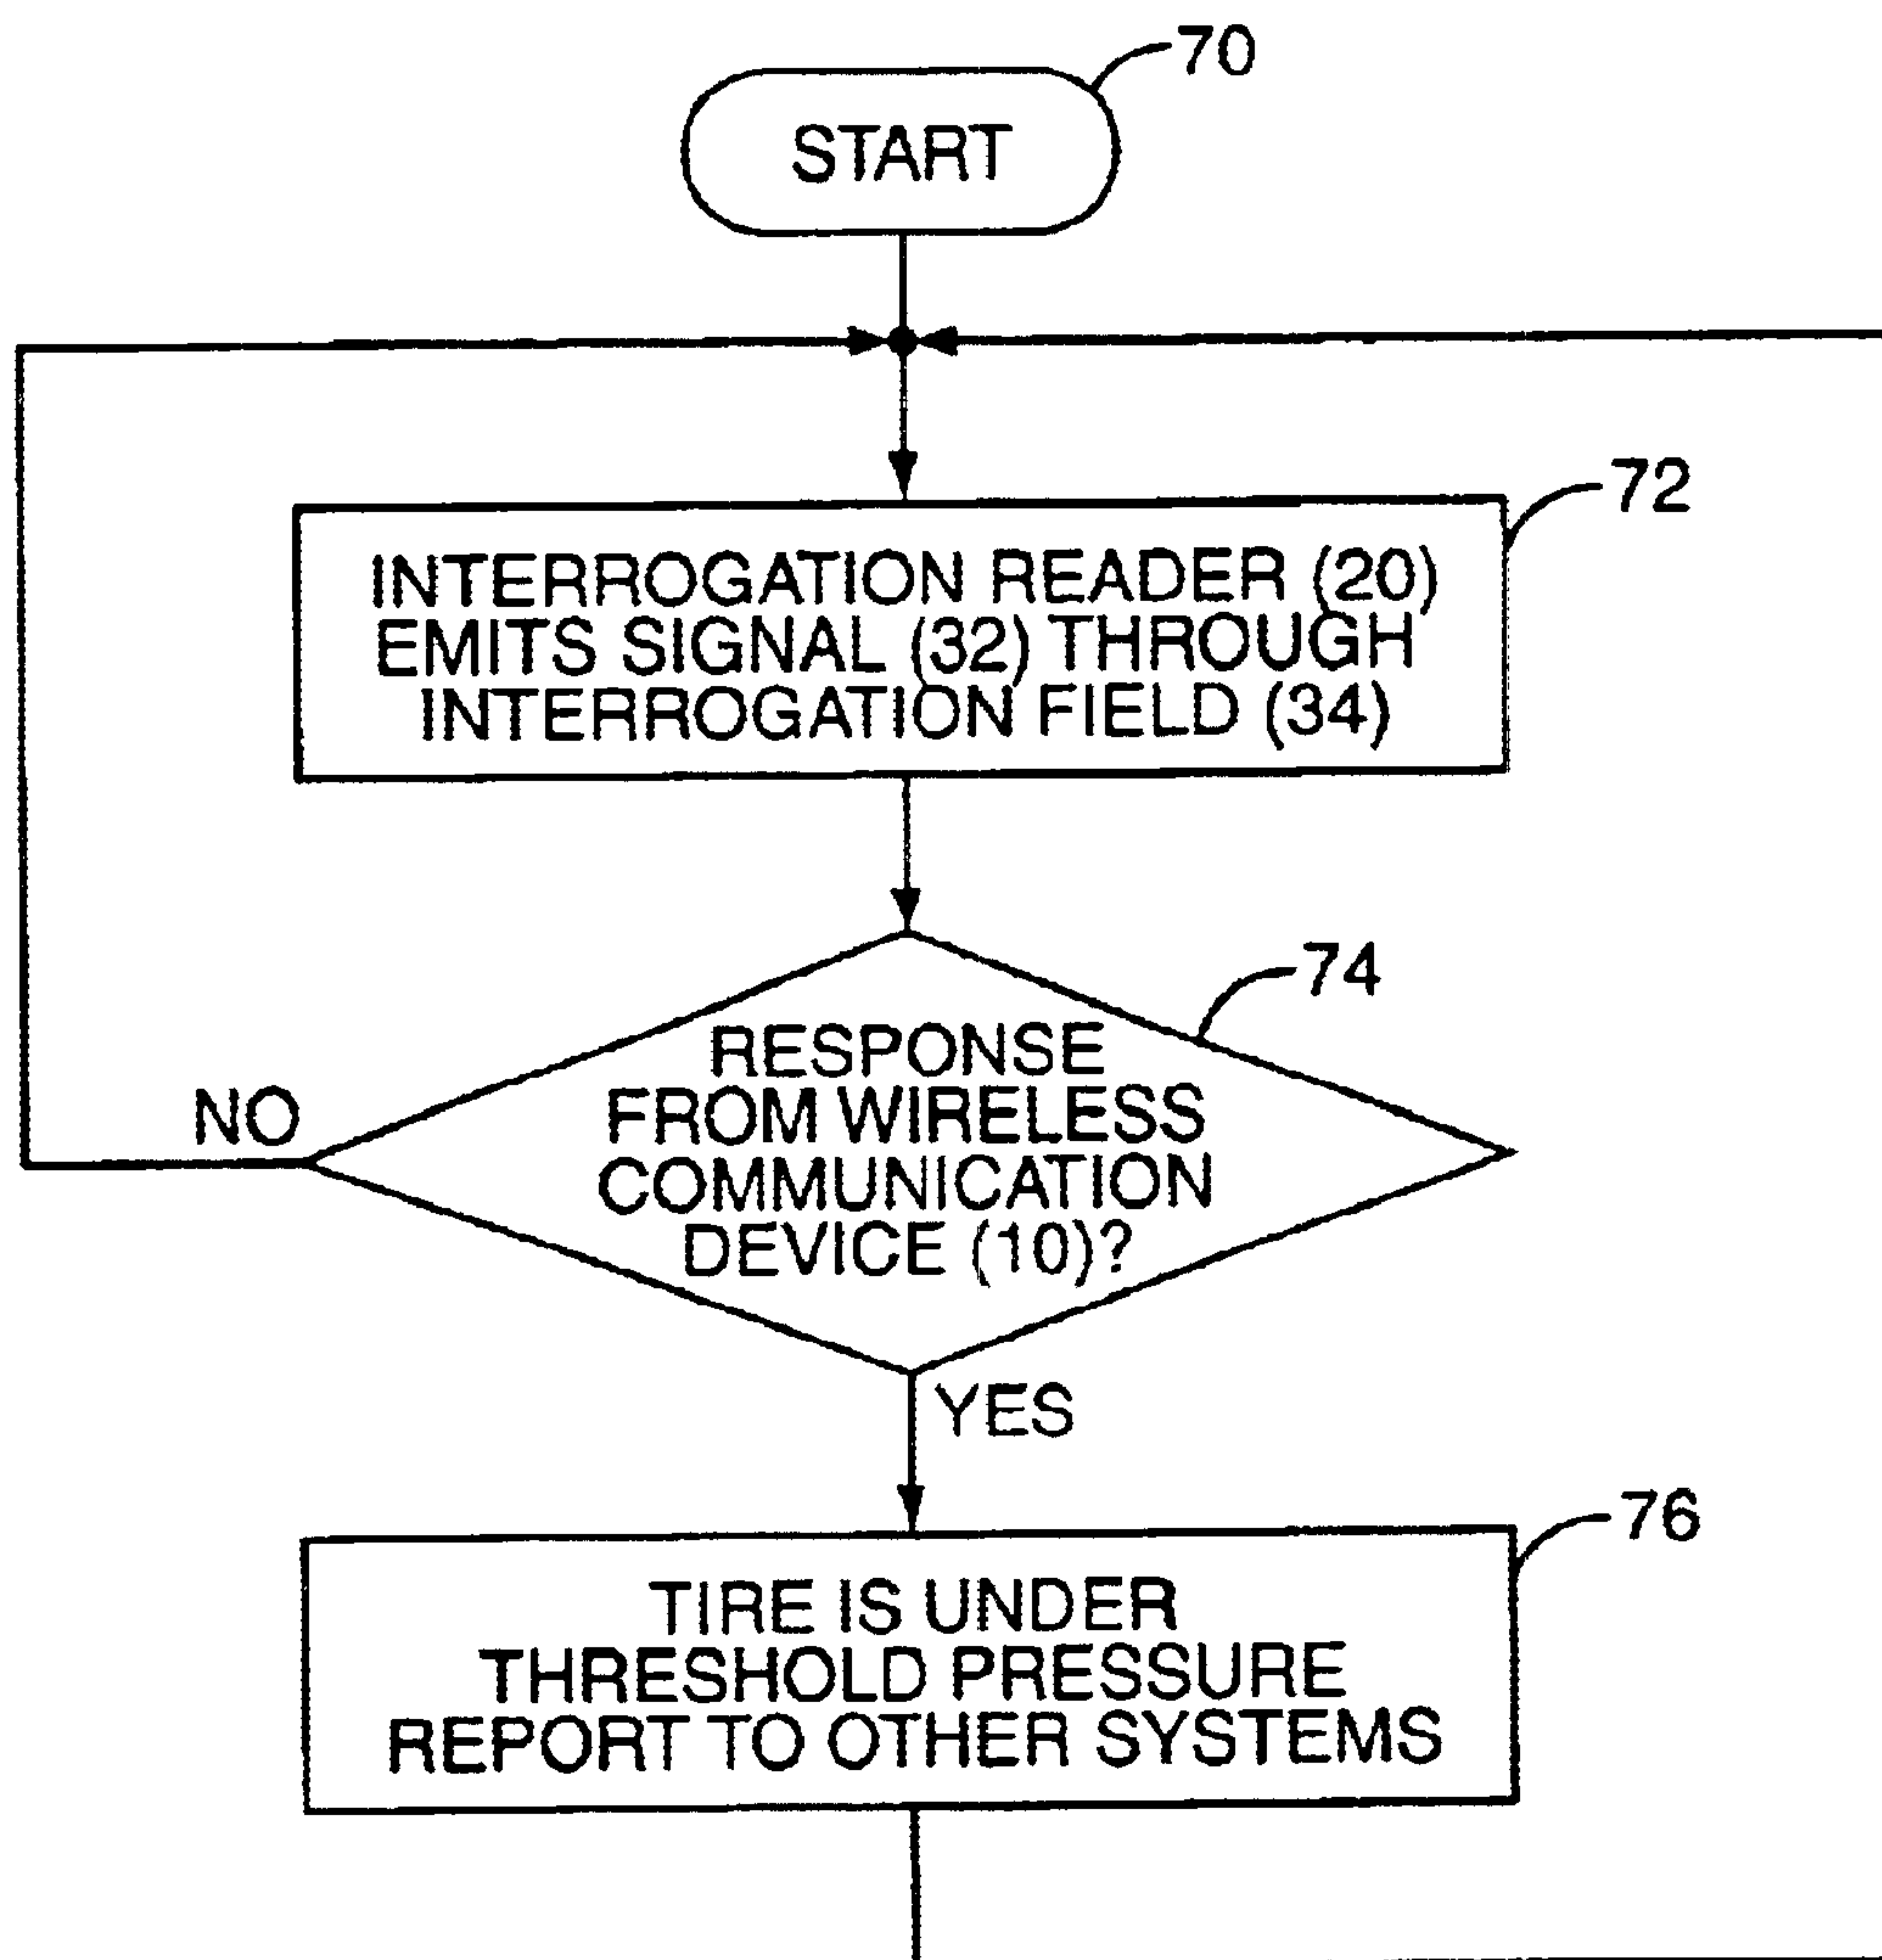 70
START
72
INTERROGATION READER (20)
EMITS SIGNAL (32) THROUGH
INTERROGATION FIELD (34)
74
RESPONSE
FROM WIRELESS
COMMUNICATION
DEVICE (10)?
NO
YES
76
TIRE IS UNDER
THRESHOLD PRESSURE
REPORT TO OTHER SYSTEMS